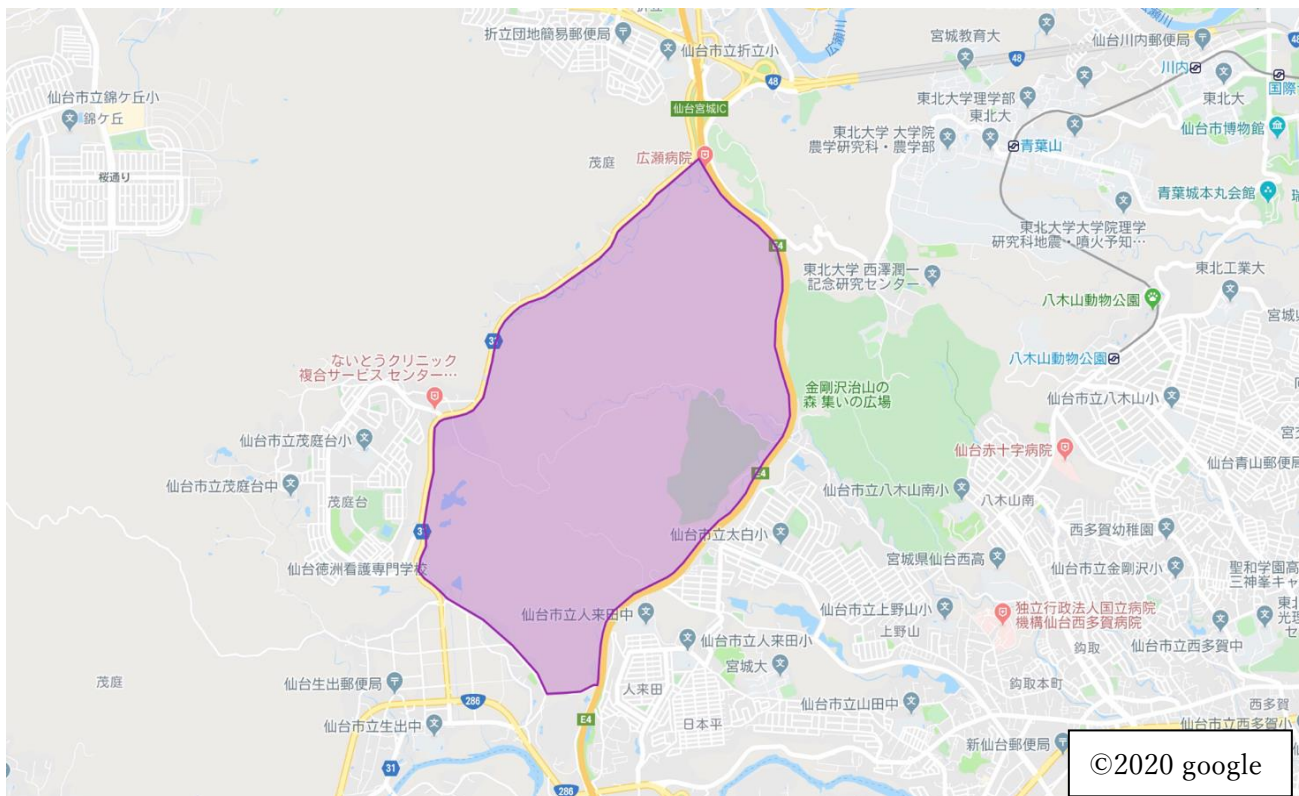 折立団地簡易郵便局
仙台市立折立小
宮城教育大
仙台川内郵便局
48
48
48
川内
国際
仙台市立錦ケ丘小
錦ケ丘
仙台宮城IC
東北大学理学部
東北大
東北大
仙台市博物館
東北大学 大学院
農学研究科・農学部
青葉山
広瀬病院
茂庭
桜通り
青葉城本丸会館
瑞
東北大学大学院理学
研究科地震・噴火予知…
E4
東北大学 西澤潤一
記念研究センター
東北工業大
八木山動物公園
宮城県
31
八木山動物公園
ないとうクリニック
複合サービス センター…
金剛沢治山の
森 集いの広場
仙台市立八木山小
仙台市立茂庭台小
宮玉
仙台赤十字病院
仙台青山郵便局
仙台市立茂庭台中
E4
仙台市立八木山南小
八木山南
茂庭台
西多賀幼稚園
仙台市立太白小
宮城県仙台西高
仙台徳洲看護専門学校
仙台市立金剛沢小
聖和学園高
三神峯キャ
仙台市立人来田中
仙台市立上野山小
独立行政法人国立病院
機構仙台西多賀病院
上野山
仙台市立人来田小
鈎取
仙台市立西多賀中
宮城大
茂庭
仙台生出郵便局
人来田
鈎取本町
286
仙台市立山田中
西多賀
仙台市立生出中
E4
日本平
仙台市立西多賀小
新仙台郵便局
31
286
©2020 google